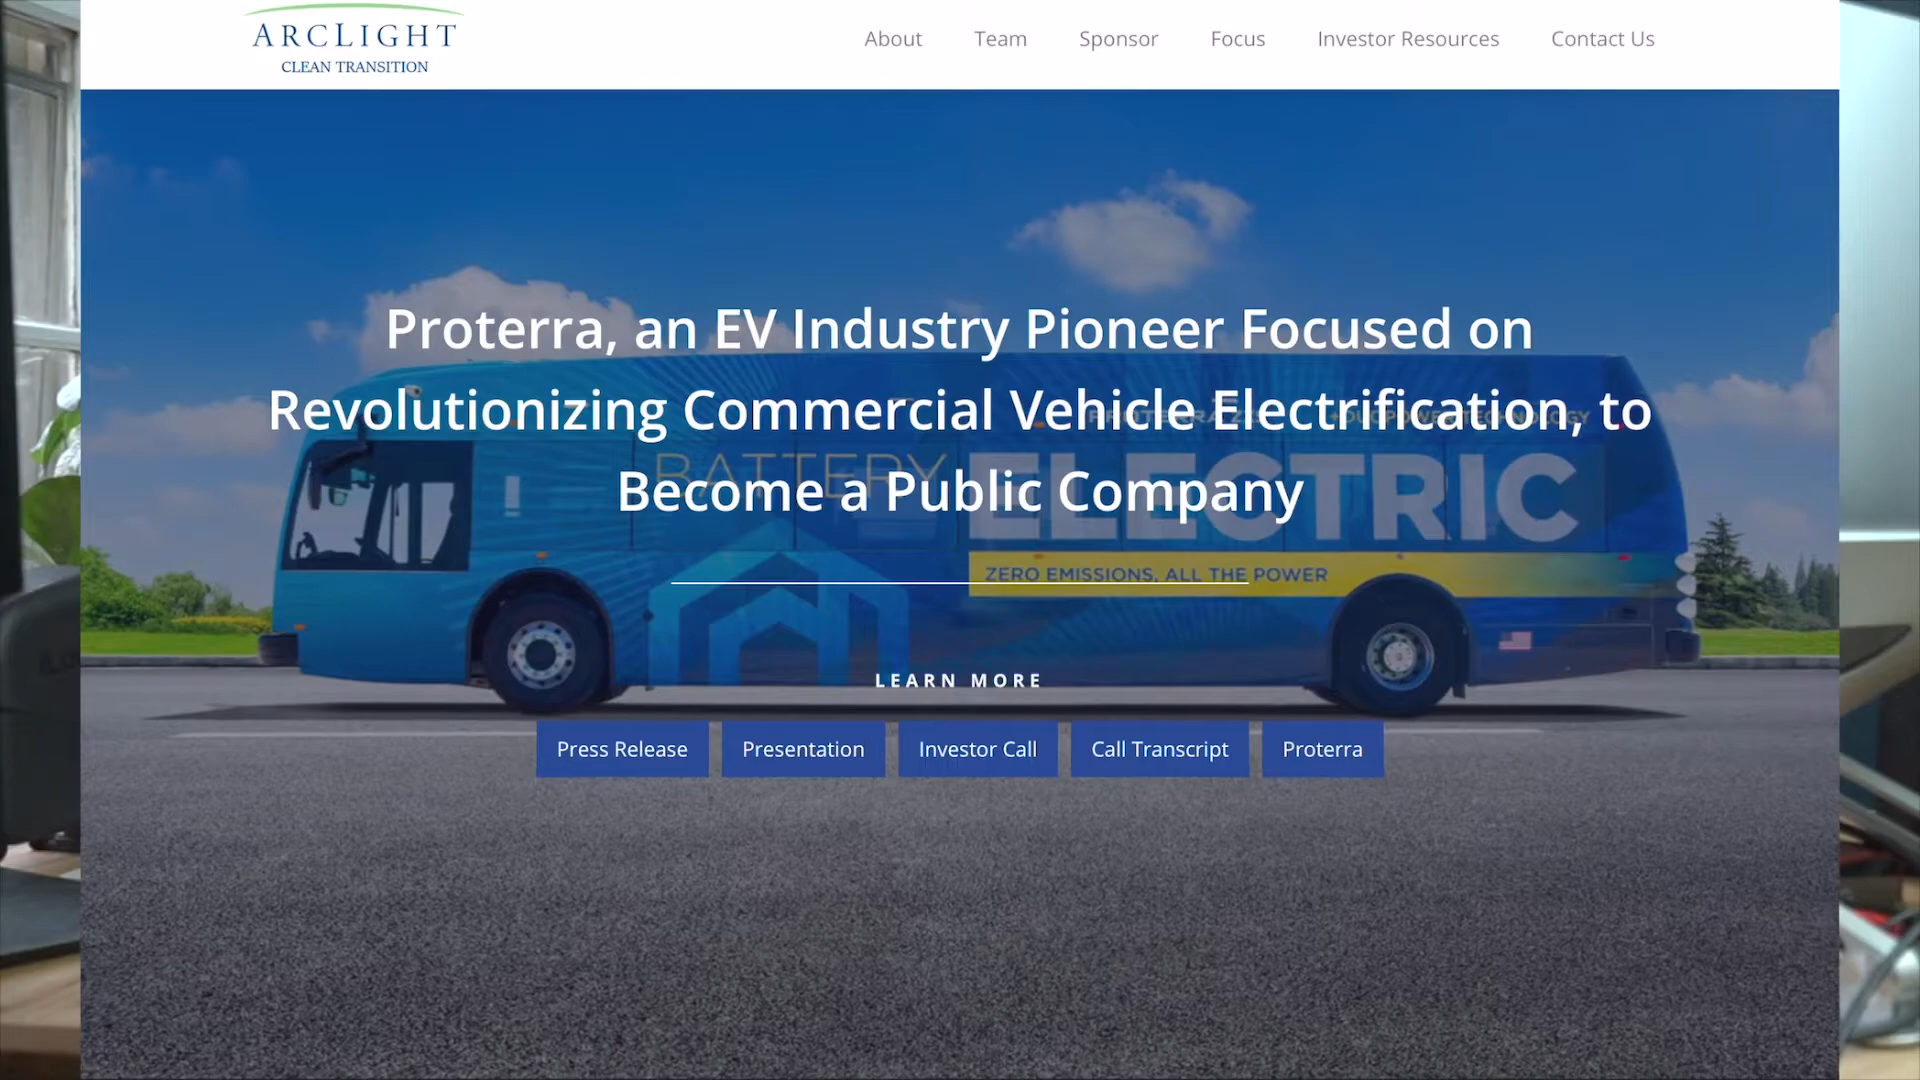 ARCLIGHT
CLEAN TRANSITION
About
Team
Sponsor
Focus
Investor Resources
Contact Us
Proterra, an EV Industry Pioneer Focused on
Revolutionizing Commercial Vehicle Electrification, to
Become a Public Company
BATTERY
ELECTRIC
ZERO EMISSIONS, ALL THE POWER
LEARN MORE
Press Release
Presentation
Investor Call
Call Transcript
Proterra